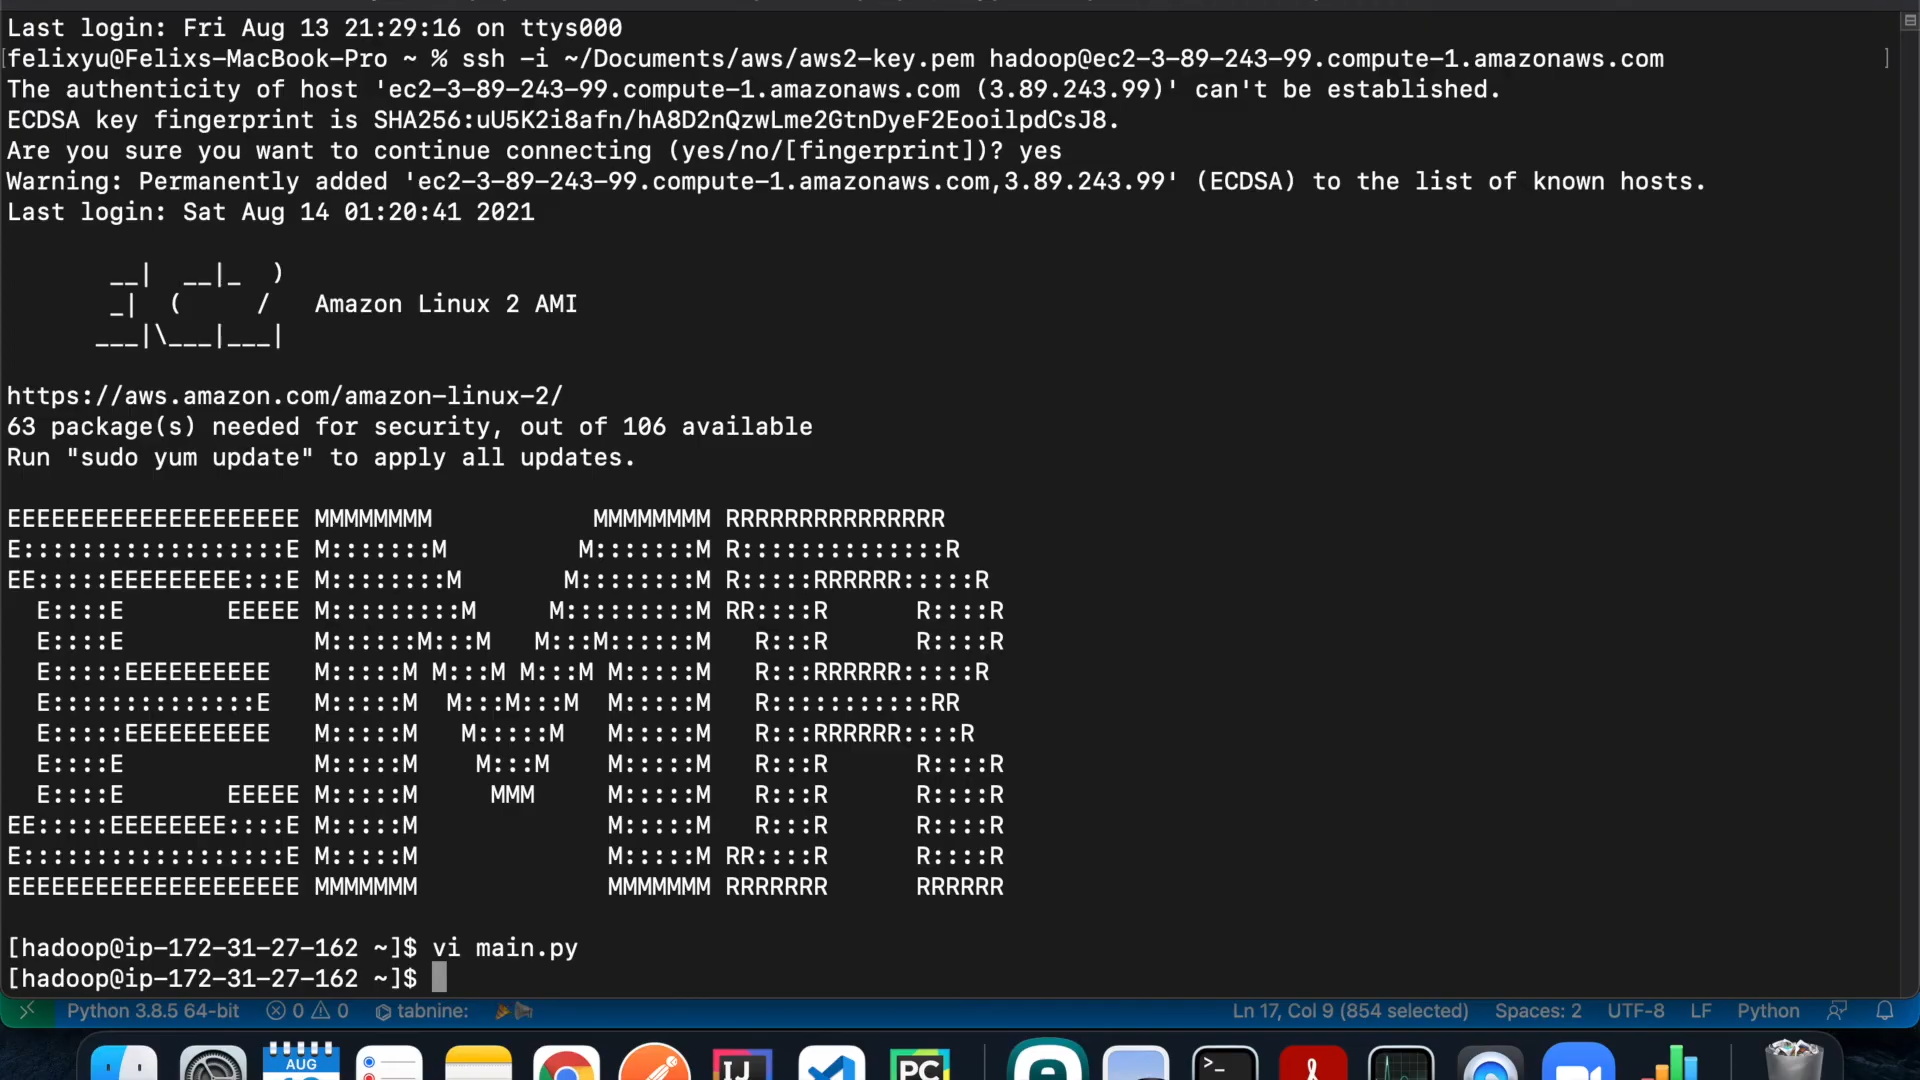 Last login: Fri Aug 13 21:29:16 on ttys000
[felixyu@Felixs-MacBook-Pro ~ % ssh -i ~/Documents/aws/aws2-key.pem hadoop@ec2-3-89-243-99.compute-1.amazonaws.com ]
The authenticity of host 'ec2-3-89-243-99.compute-1.amazonaws.com (3.89.243.99)' can't be established.
ECDSA key fingerprint is SHA256:uU5K2i8afn/hA8D2nQzwLme2GtnDyeF2EooilpdCsJ8.
Are you sure you want to continue connecting (yes/no/[fingerprint])? yes
Warning: Permanently added 'ec2-3-89-243-99.compute-1.amazonaws.com,3.89.243.99' (ECDSA) to the list of known hosts.
Last login: Sat Aug 14 01:20:41 2021

       __|  __|_  )
       _|  (     /   Amazon Linux 2 AMI
      ___|\___|___|

https://aws.amazon.com/amazon-linux-2/
63 package(s) needed for security, out of 106 available
Run "sudo yum update" to apply all updates.

EEEEEEEEEEEEEEEEEEEE MMMMMMMM           MMMMMMMM RRRRRRRRRRRRRRR
E::::::::::::::::::E M:::::::M         M:::::::M R::::::::::::::R
EE:::::EEEEEEEEE:::E M::::::::M       M::::::::M R:::::RRRRRR:::::R
  E::::E       EEEEE M:::::::::M     M:::::::::M RR::::R      R::::R
  E::::E             M::::::M:::M   M:::M::::::M   R:::R      R::::R
  E:::::EEEEEEEEEE   M:::::M M:::M M:::M M:::::M   R:::RRRRRR:::::R
  E::::::::::::::E   M:::::M  M:::M:::M  M:::::M   R:::::::::::RR
  E:::::EEEEEEEEEE   M:::::M   M:::::M   M:::::M   R:::RRRRRR::::R
  E::::E             M:::::M    M:::M    M:::::M   R:::R      R::::R
  E::::E       EEEEE M:::::M     MMM     M:::::M   R:::R      R::::R
EE:::::EEEEEEEE::::E M:::::M             M:::::M   R:::R      R::::R
E::::::::::::::::::E M:::::M             M:::::M RR::::R      R::::R
EEEEEEEEEEEEEEEEEEEE MMMMMMM             MMMMMMM RRRRRRR      RRRRRR

[hadoop@ip-172-31-27-162 ~]$ vi main.py
[hadoop@ip-172-31-27-162 ~]$
Python 3.8.5 64-bit 0 0 tabnine: Ln 17, Col 9 (854 selected) Spaces: 2 UTF-8 LF Python
AUG IJ PC